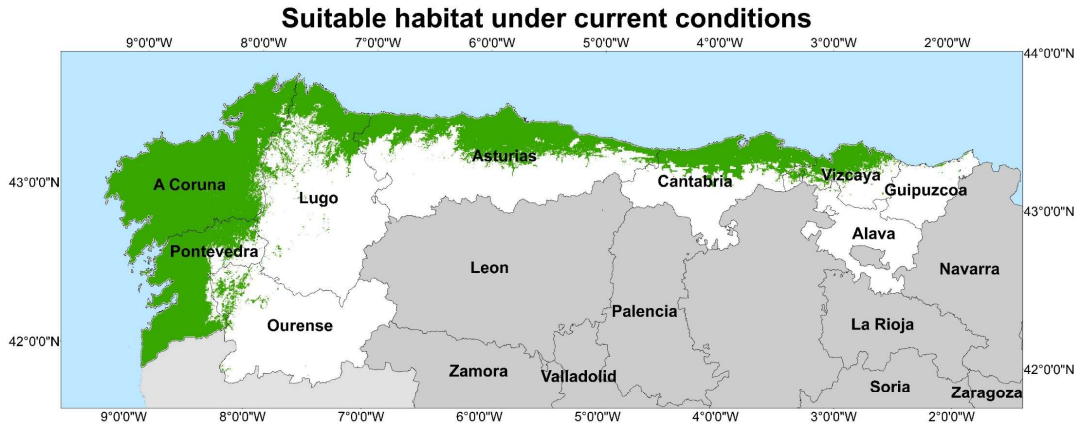 Suitable habitat under current conditions
9°0'0"W 8°0'0"W 7°0'0"W 6°0'0"W 5°0'0"W 4°0'0"W 3°0'0"W 2°0'0"W
44°0'0"N
43°0'0"N
A Coruna
Lugo
Asturias
Cantabria
Vizcaya
Guipuzcoa
43°0'0"N
Pontevedra
Alava
Leon
Navarra
Ourense
Palencia
La Rioja
42°0'0"N
Zamora
Valladolid
Soria
Zaragoza
42°0'0"N
9°0'0"W 8°0'0"W 7°0'0"W 6°0'0"W 5°0'0"W 4°0'0"W 3°0'0"W 2°0'0"W